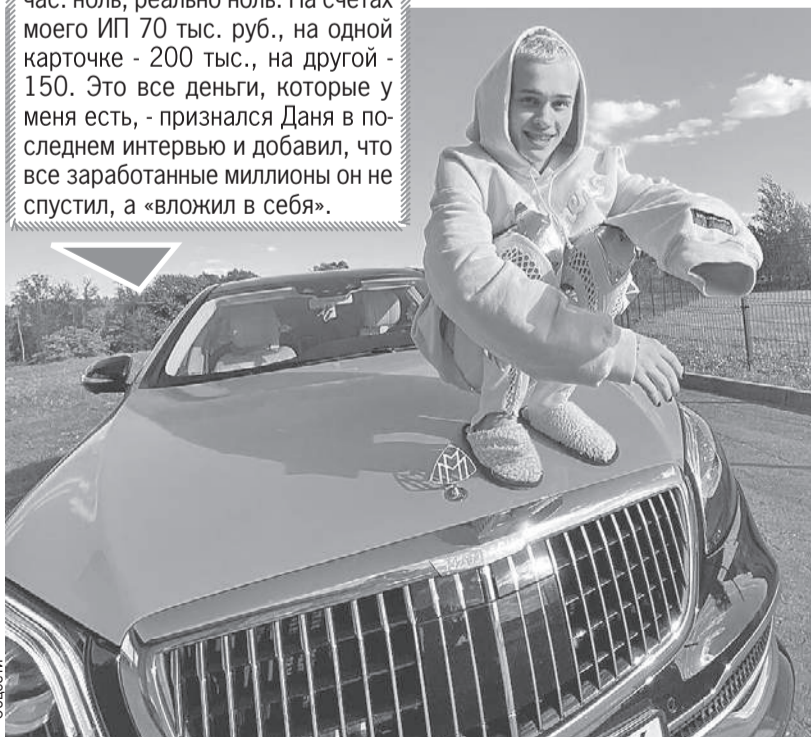 час: ноль, реально ноль. На счетах
моего ИП 70 тыс. руб., на одной
карточке - 200 тыс., на другой -
150. Это все деньги, которые у
меня есть, - признался Даня в по-
следнем интервью и добавил, что
все заработанные миллионы он не
спустил, а «вложил в себя».